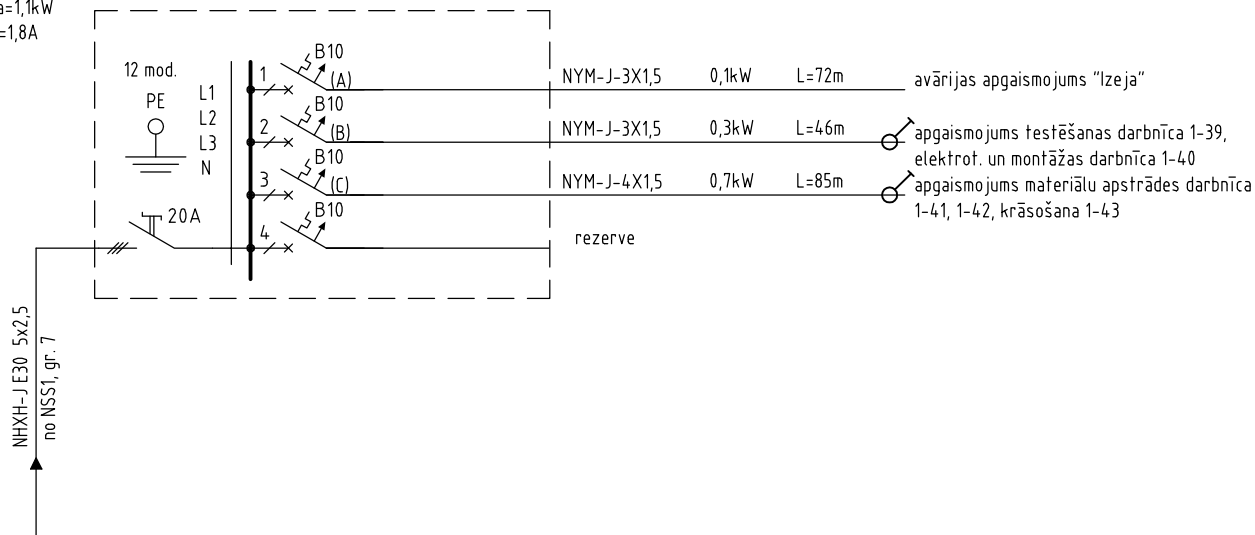 a=1,1kW
=1,8A
12 mod.
PE
L1
L2
L3
N
20A
1
B10
(A)
NYM-J-3X1,5 0,1kW L=72m
avārijas apgaismojums "Izeja"
2
B10
(B)
NYM-J-3X1,5 0,3kW L=46m
apgaismojums testēšanas darbnīca 1-39,
elektrot. un montāžas darbnīca 1-40
3
B10
(C)
NYM-J-4X1,5 0,7kW L=85m
apgaismojums materiālu apstrādes darbnīca
1-41, 1-42, krāsošana 1-43
4
B10
rezerve
NHXH-J E30 5x2,5
no NSS1, gr. 7